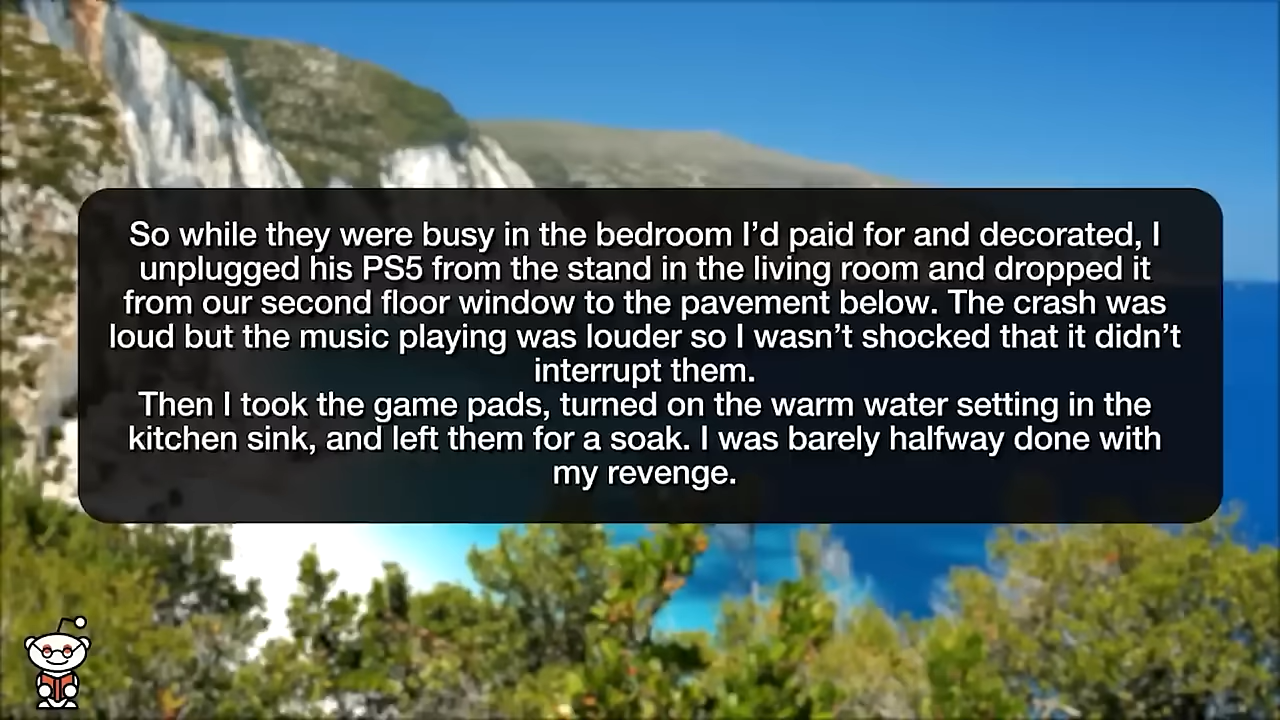 So while they were busy in the bedroom I’d paid for and decorated, I
unplugged his PS5 from the stand in the living room and dropped it
from our second floor window to the pavement below. The crash was
loud but the music playing was louder so I wasn’t shocked that it didn’t
interrupt them.
Then I took the game pads, turned on the warm water setting in the
kitchen sink, and left them for a soak. I was barely halfway done with
my revenge.